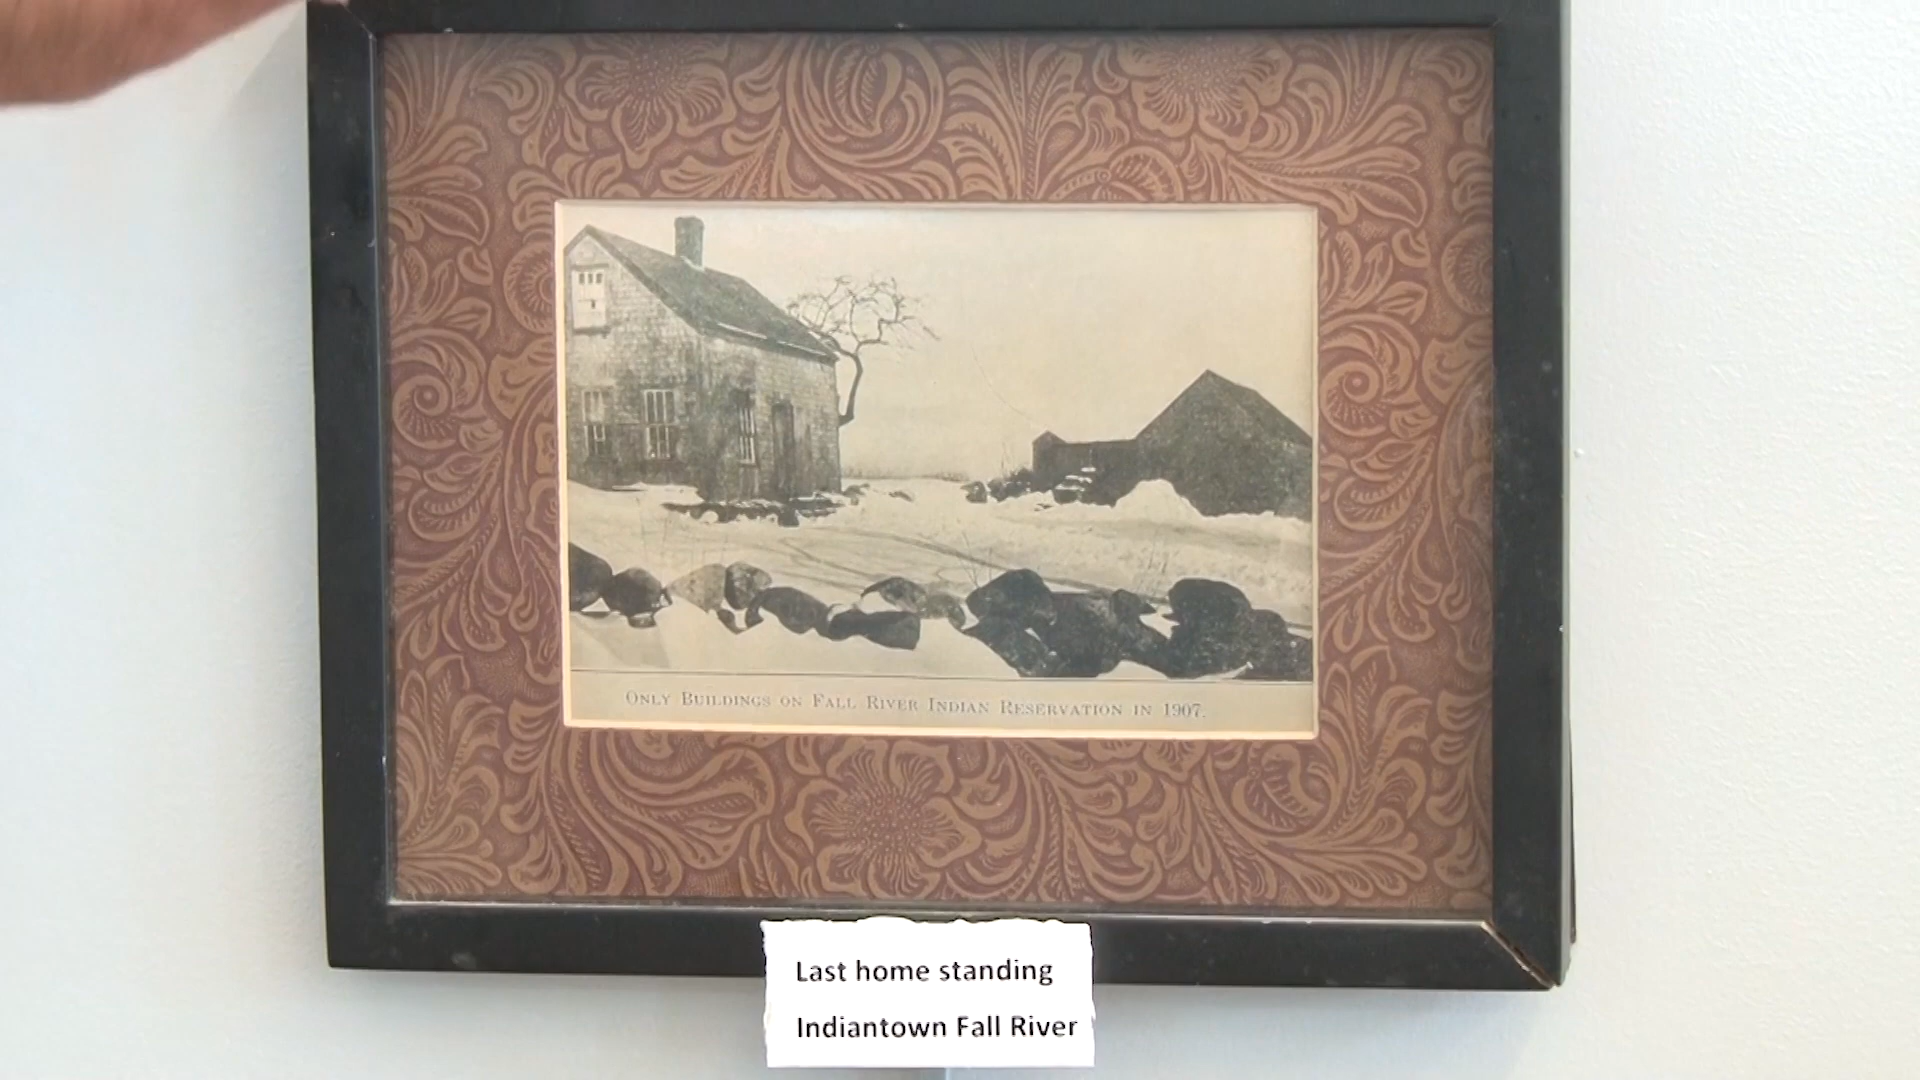 Only Buildings on Fall River Indian Reservation in 1907.
Last home standing
Indiantown Fall River